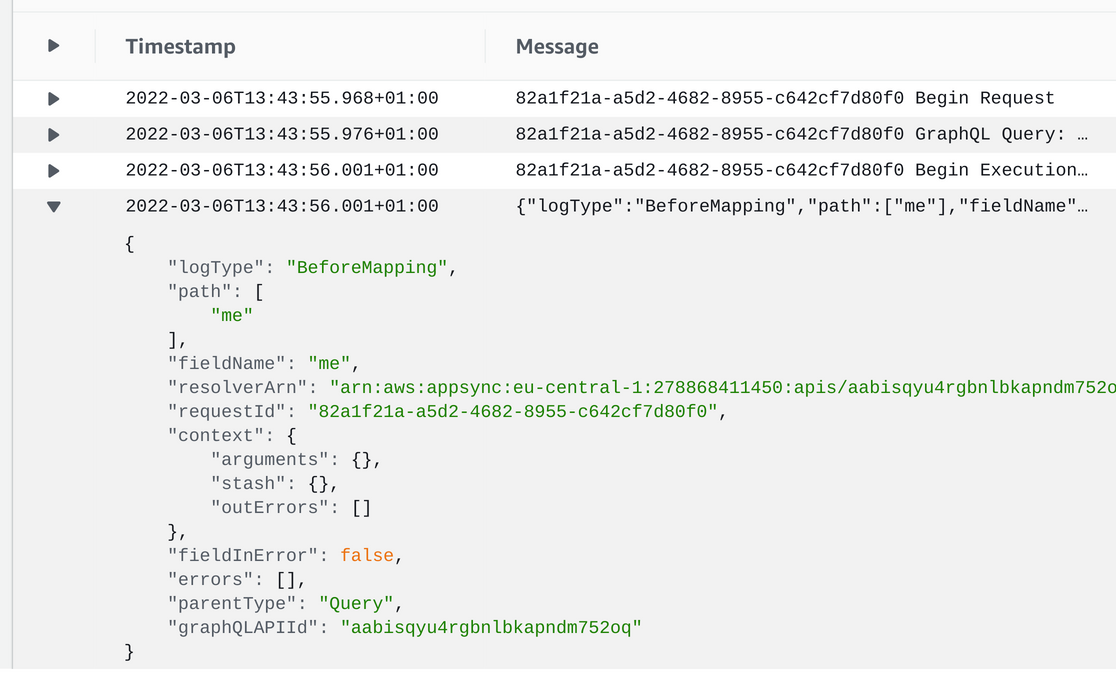 Timestamp Message
2022-03-06T13:43:55.968+01:00 82a1f21a-a5d2-4682-8955-c642cf7d80f0 Begin Request
2022-03-06T13:43:55.976+01:00 82a1f21a-a5d2-4682-8955-c642cf7d80f0 GraphQL Query: …
2022-03-06T13:43:56.001+01:00 82a1f21a-a5d2-4682-8955-c642cf7d80f0 Begin Execution…
2022-03-06T13:43:56.001+01:00 {"logType":"BeforeMapping","path":["me"],"fieldName"…
{
    "logType": "BeforeMapping",
    "path": [
        "me"
    ],
    "fieldName": "me",
    "resolverArn": "arn:aws:appsync:eu-central-1:278868411450:apis/aabisqyu4rgbnlbkapndm752o
    "requestId": "82a1f21a-a5d2-4682-8955-c642cf7d80f0",
    "context": {
        "arguments": {},
        "stash": {},
        "outErrors": []
    },
    "fieldInError": false,
    "errors": [],
    "parentType": "Query",
    "graphQLAPIId": "aabisqyu4rgbnlbkapndm752oq"
}